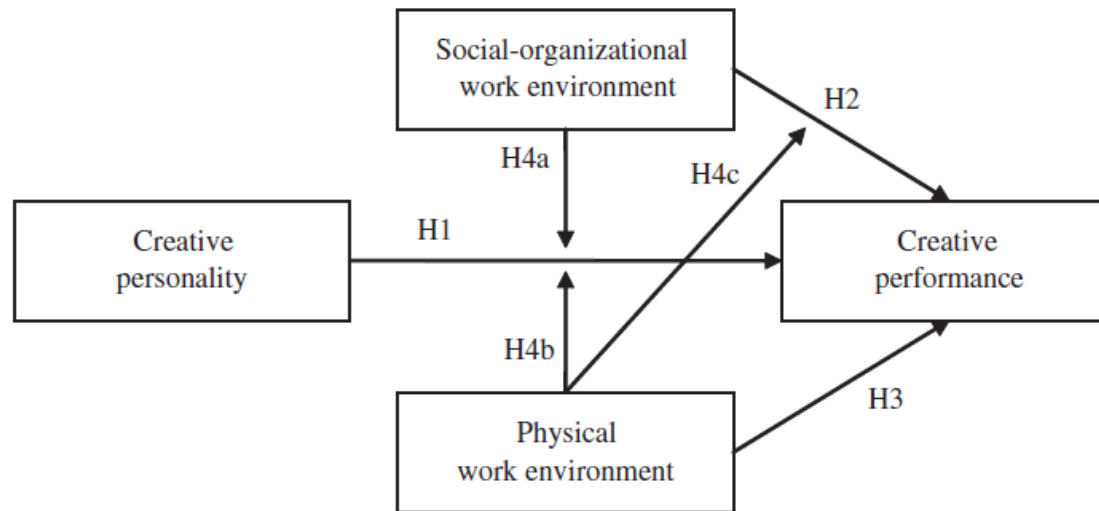 Social-organizational
work environment
H2
H4a
H4c
Creative
personality
H1
Creative
performance
H4b
H3
Physical
work environment